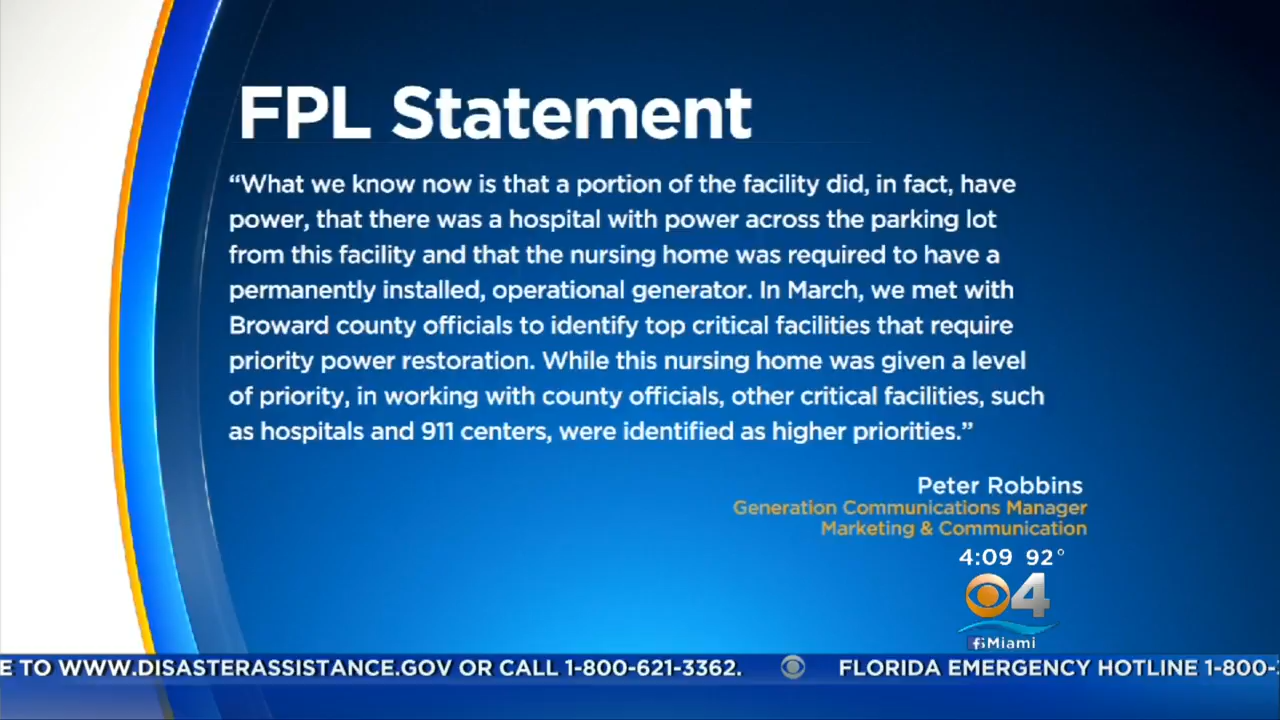 FPL Statement
“What we know now is that a portion of the facility did, in fact, have
power, that there was a hospital with power across the parking lot
from this facility and that the nursing home was required to have a
permanently installed, operational generator. In March, we met with
Broward county officials to identify top critical facilities that require
priority power restoration. While this nursing home was given a level
of priority, in working with county officials, other critical facilities, such
as hospitals and 911 centers, were identified as higher priorities.”
Peter Robbins
Generation Communications Manager
Marketing & Communication
4:09 92°
4
Miami
E TO WWW.DISASTERASSISTANCE.GOV OR CALL 1-800-621-3362. FLORIDA EMERGENCY HOTLINE 1-800-